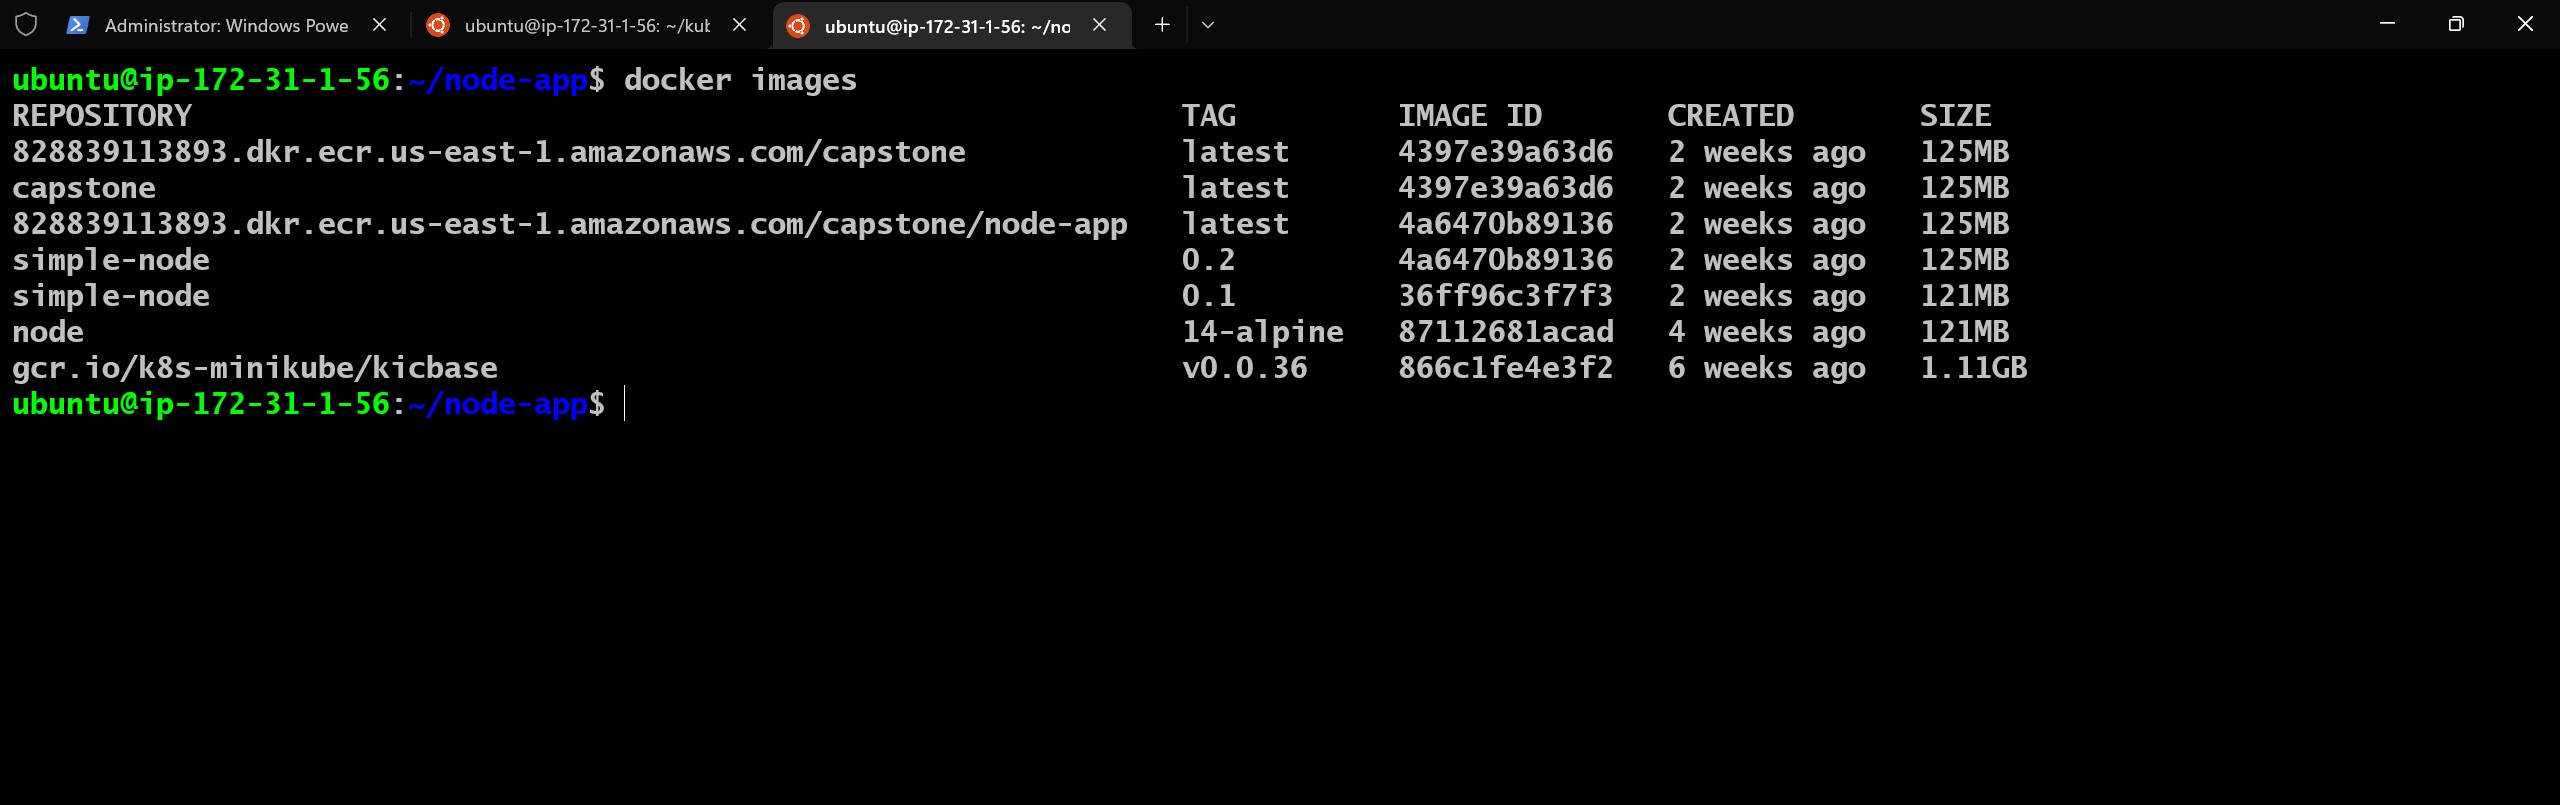 Administrator: Windows Powe
ubuntu@ip-172-31-1-56: ~/kub
ubuntu@ip-172-31-1-56: ~/no
ubuntu@ip-172-31-1-56:~/node-app$ docker images
REPOSITORY TAG IMAGE ID CREATED SIZE
828839113893.dkr.ecr.us-east-1.amazonaws.com/capstone latest 4397e39a63d6 2 weeks ago 125MB
capstone latest 4397e39a63d6 2 weeks ago 125MB
828839113893.dkr.ecr.us-east-1.amazonaws.com/capstone/node-app latest 4a6470b89136 2 weeks ago 125MB
simple-node 0.2 4a6470b89136 2 weeks ago 125MB
simple-node 0.1 36ff96c3f7f3 2 weeks ago 121MB
node 14-alpine 87112681acad 4 weeks ago 121MB
gcr.io/k8s-minikube/kicbase v0.0.36 866c1fe4e3f2 6 weeks ago 1.11GB
ubuntu@ip-172-31-1-56:~/node-app$